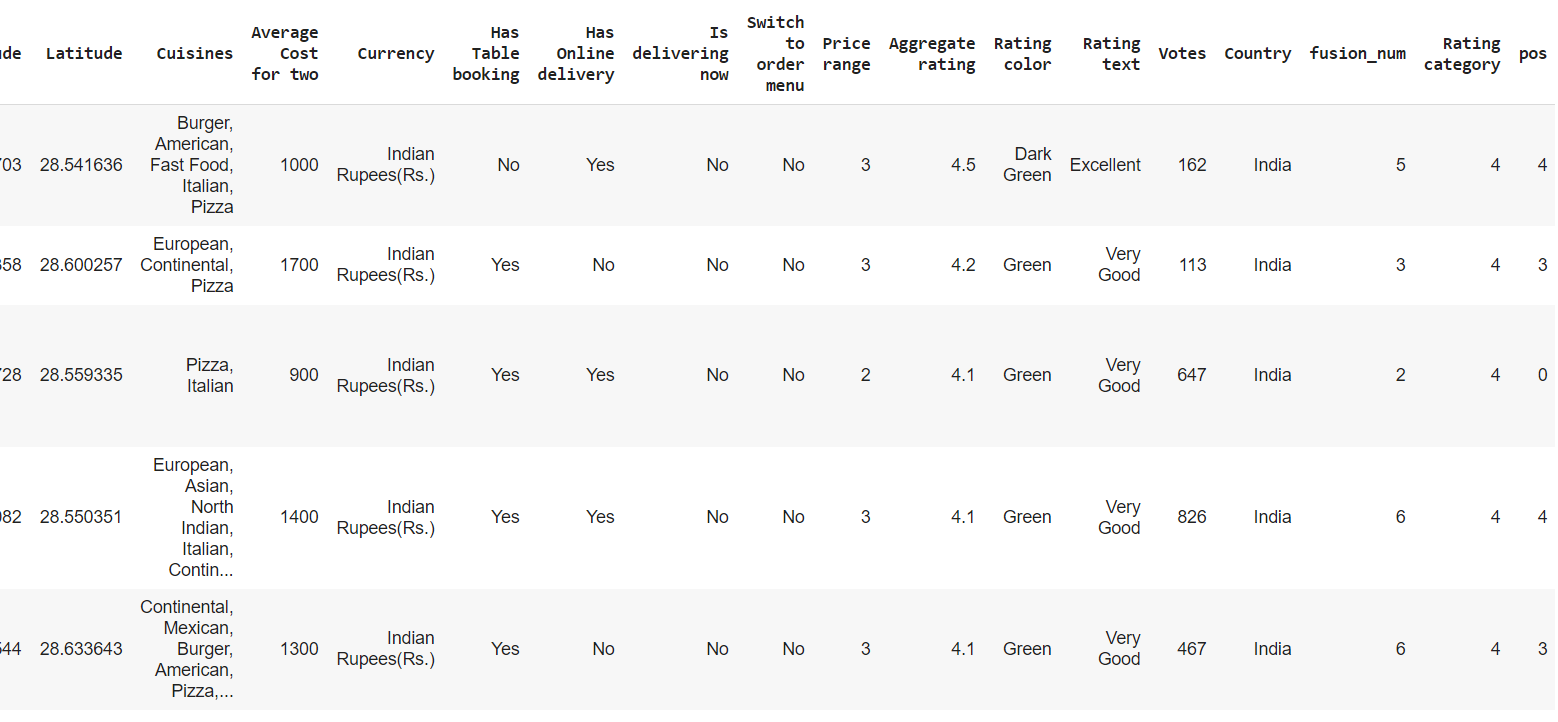 ude Latitude Cuisines Average Cost for two Currency Has Table booking Has Online delivery Is delivering now Switch to order menu Price range Aggregate rating Rating color Rating text Votes Country fusion_num Rating category pos
703 28.541636 Burger, American, Fast Food, Italian, Pizza 1000 Indian Rupees(Rs.) No Yes No No 3 4.5 Dark Green Excellent 162 India 5 4 4
358 28.600257 European, Continental, Pizza 1700 Indian Rupees(Rs.) Yes No No No 3 4.2 Green Very Good 113 India 3 4 3
728 28.559335 Pizza, Italian 900 Indian Rupees(Rs.) Yes Yes No No 2 4.1 Green Very Good 647 India 2 4 0
982 28.550351 European, Asian, North Indian, Italian, Contin... 1400 Indian Rupees(Rs.) Yes Yes No No 3 4.1 Green Very Good 826 India 6 4 4
544 28.633643 Continental, Mexican, Burger, American, Pizza,... 1300 Indian Rupees(Rs.) Yes No No No 3 4.1 Green Very Good 467 India 6 4 3